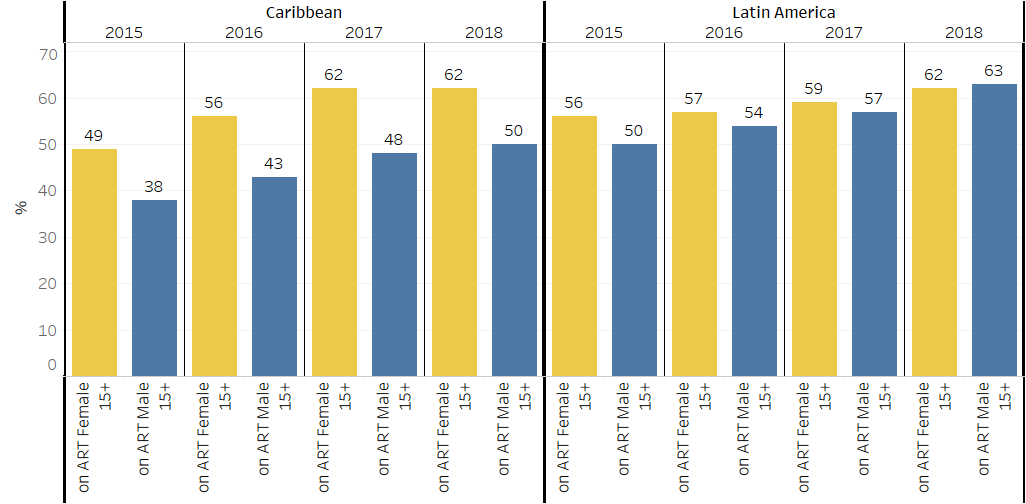 Caribbean
Latin America
2015
2016
2017
2018
2015
2016
2017
2018
70
60
50
40
30
20
10
0
%
49
38
56
43
62
48
62
50
56
50
57
54
59
57
62
63
on ART Female
15+
on ART Male
15+
on ART Female
15+
on ART Male
15+
on ART Female
15+
on ART Male
15+
on ART Female
15+
on ART Male
15+
on ART Female
15+
on ART Male
15+
on ART Female
15+
on ART Male
15+
on ART Female
15+
on ART Male
15+
on ART Female
15+
on ART Male
15+